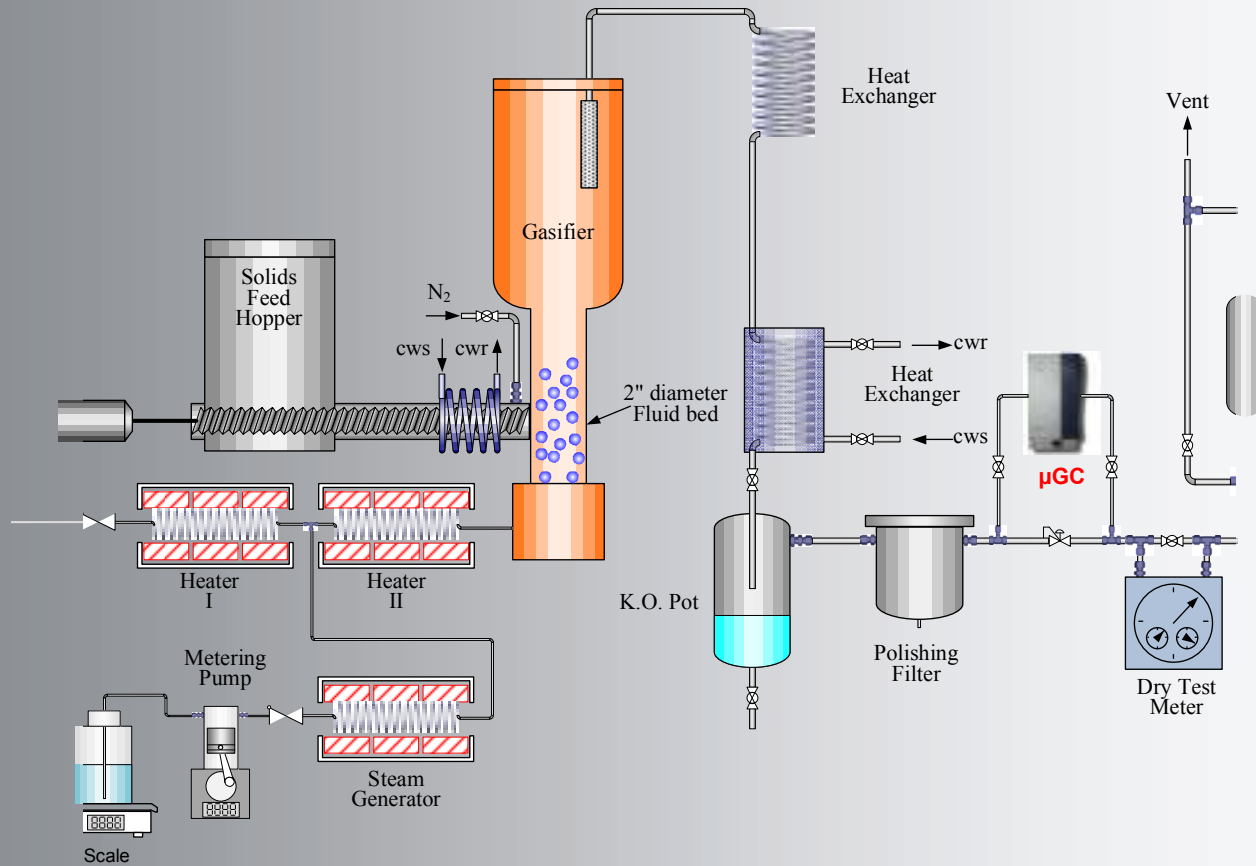 Heat
Exchanger
Vent
Gasifier
Solids
Feed
Hopper
N₂
cws
cwr
cwr
2" diameter
Fluid bed
Heat
Exchanger
cws
µGC
Heater
I
Heater
II
K.O. Pot
Polishing
Filter
Dry Test
Meter
Metering
Pump
Steam
Generator
Scale